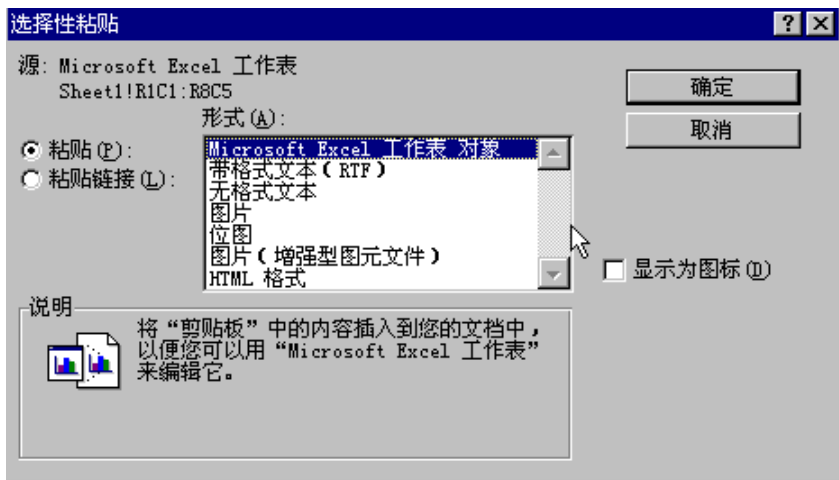 选择性粘贴
源: Microsoft Excel 工作表
Sheet1!R1C1:R8C5
确定
取消
形式(A):
粘贴(P):
粘贴链接(L):
Microsoft Excel 工作表 对象
带格式文本(RTF)
无格式文本
图片
位图
图片(增强型图元文件)
HTML 格式
显示为图标(D)
说明
将“剪贴板”中的内容插入到您的文档中，
以便您可以用“Microsoft Excel 工作表”
来编辑它。